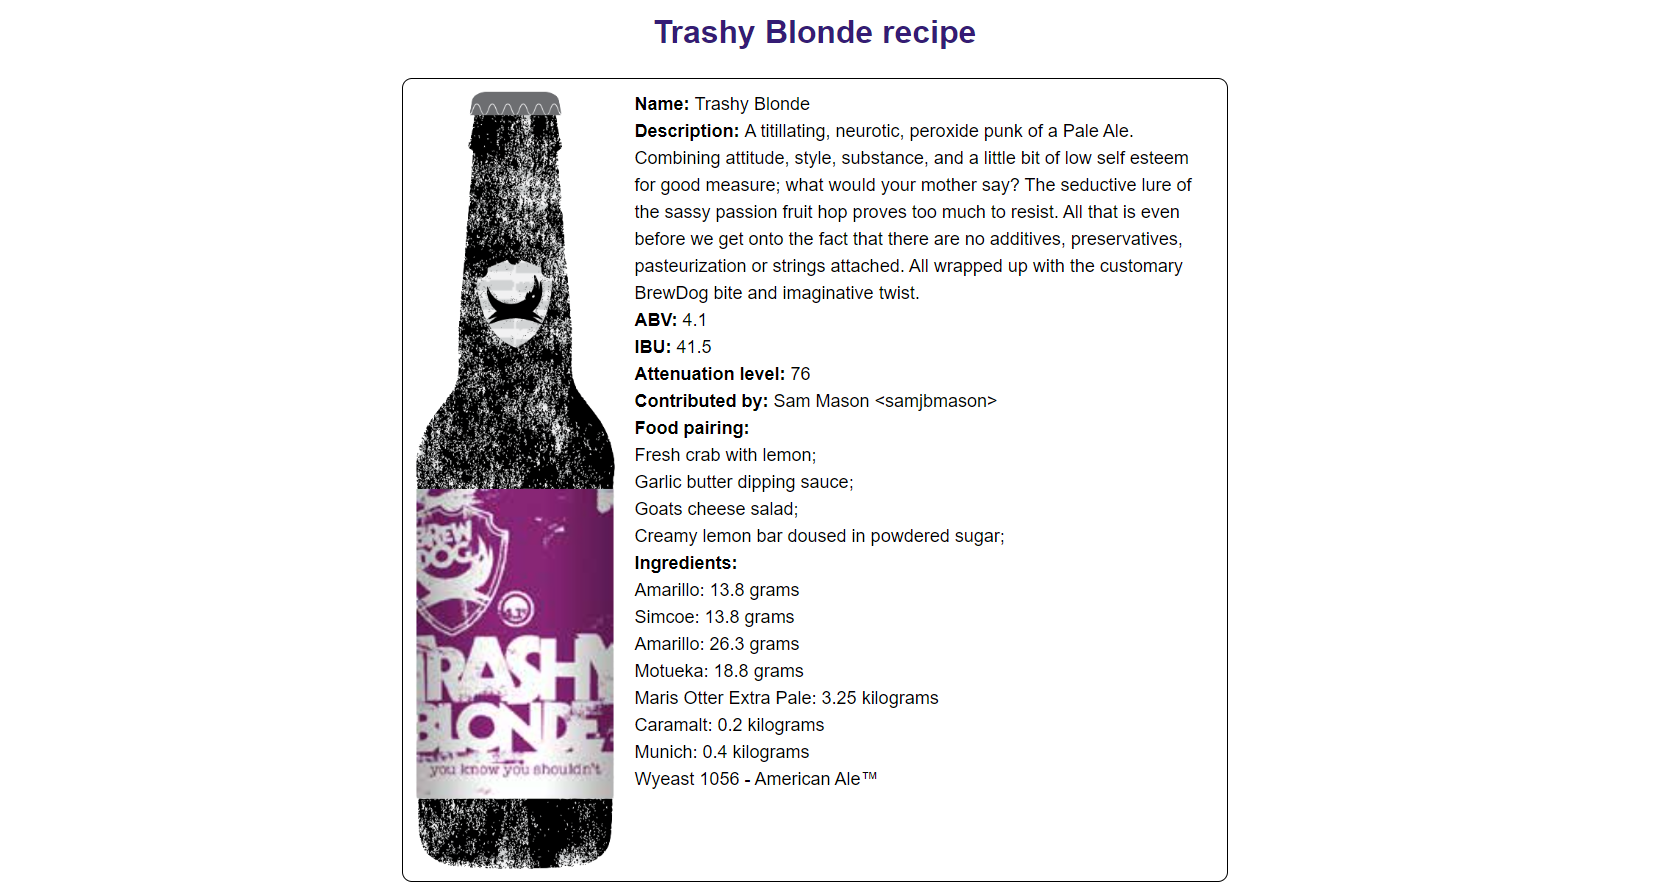 Trashy Blonde recipe
Name: Trashy Blonde
Description: A titillating, neurotic, peroxide punk of a Pale Ale.
Combining attitude, style, substance, and a little bit of low self esteem
for good measure; what would your mother say? The seductive lure of
the sassy passion fruit hop proves too much to resist. All that is even
before we get onto the fact that there are no additives, preservatives,
pasteurization or strings attached. All wrapped up with the customary
BrewDog bite and imaginative twist.
ABV: 4.1
IBU: 41.5
Attenuation level: 76
Contributed by: Sam Mason <samjbmason>
Food pairing:
Fresh crab with lemon;
Garlic butter dipping sauce;
Goats cheese salad;
Creamy lemon bar doused in powdered sugar;
Ingredients:
Amarillo: 13.8 grams
Simcoe: 13.8 grams
Amarillo: 26.3 grams
Motueka: 18.8 grams
Maris Otter Extra Pale: 3.25 kilograms
Caramalt: 0.2 kilograms
Munich: 0.4 kilograms
Wyeast 1056 - American Ale™
BREW
DOG
TRASHY
BLONDE
you know you shouldn't